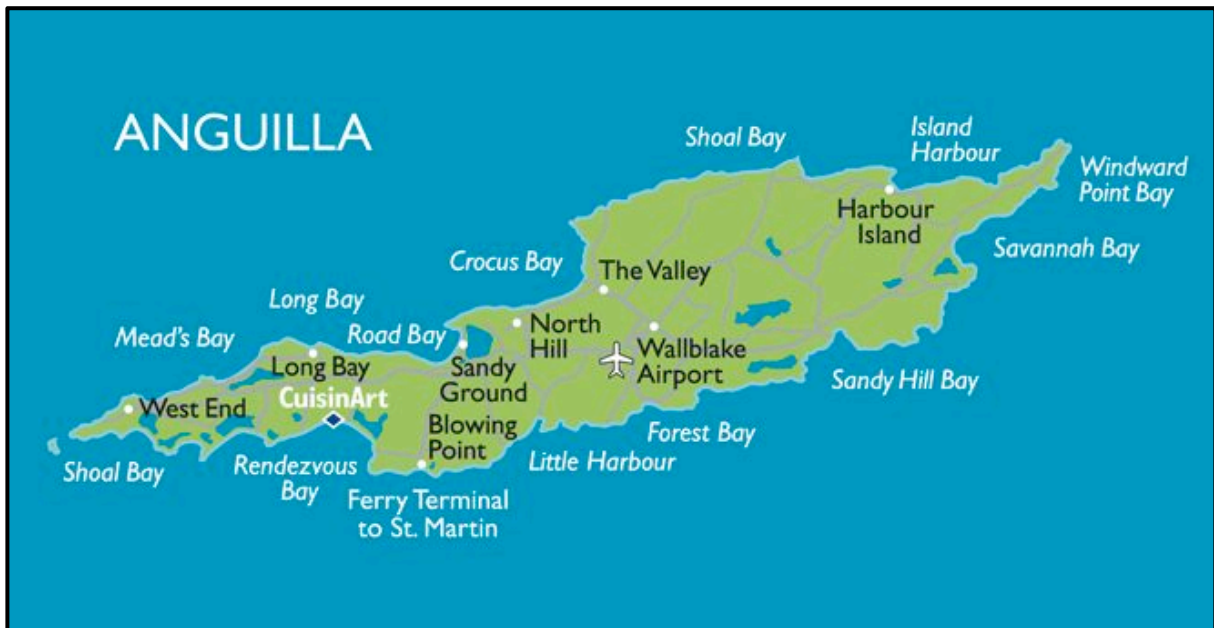 ANGUILLA
Shoal Bay
Island
Harbour
Windward
Point Bay
Harbour
Island
Savannah Bay
Crocus Bay
The Valley
Long Bay
Mead's Bay
Road Bay
North
Hill
Wallblake
Airport
Long Bay
Sandy
Ground
Sandy Hill Bay
CuisinArt
West End
Blowing
Point
Forest Bay
Shoal Bay
Rendezvous
Bay
Little Harbour
Ferry Terminal
to St. Martin